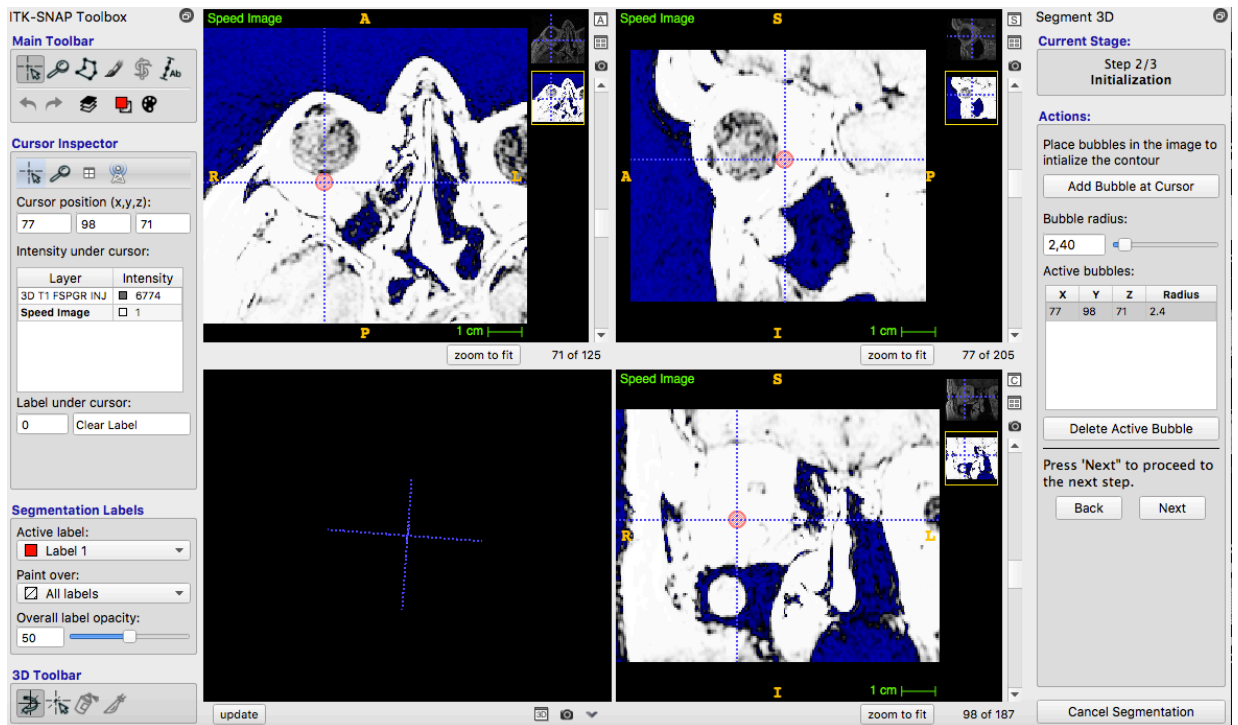 ITK-SNAP Toolbox
Main Toolbar
Ab
Cursor Inspector
Cursor position (x,y,z):
77 98 71
Intensity under cursor:
Layer Intensity
3D T1 FSPGR INJ 6774
Speed Image 1
Label under cursor:
0 Clear Label
Segmentation Labels
Active label:
Label 1
Paint over:
All labels
Overall label opacity:
50
3D Toolbar
Speed Image
A
R
L
P
1 cm
A
zoom to fit 71 of 125
Speed Image
S
A
P
I
1 cm
S
zoom to fit 77 of 205
update
3D
Speed Image
S
R
L
I
1 cm
C
zoom to fit 98 of 187
Segment 3D
Current Stage:
Step 2/3
Initialization
Actions:
Place bubbles in the image to
intialize the contour
Add Bubble at Cursor
Bubble radius:
2,40
Active bubbles:
X Y Z Radius
77 98 71 2.4
Delete Active Bubble
Press 'Next" to proceed to
the next step.
Back Next
Cancel Segmentation